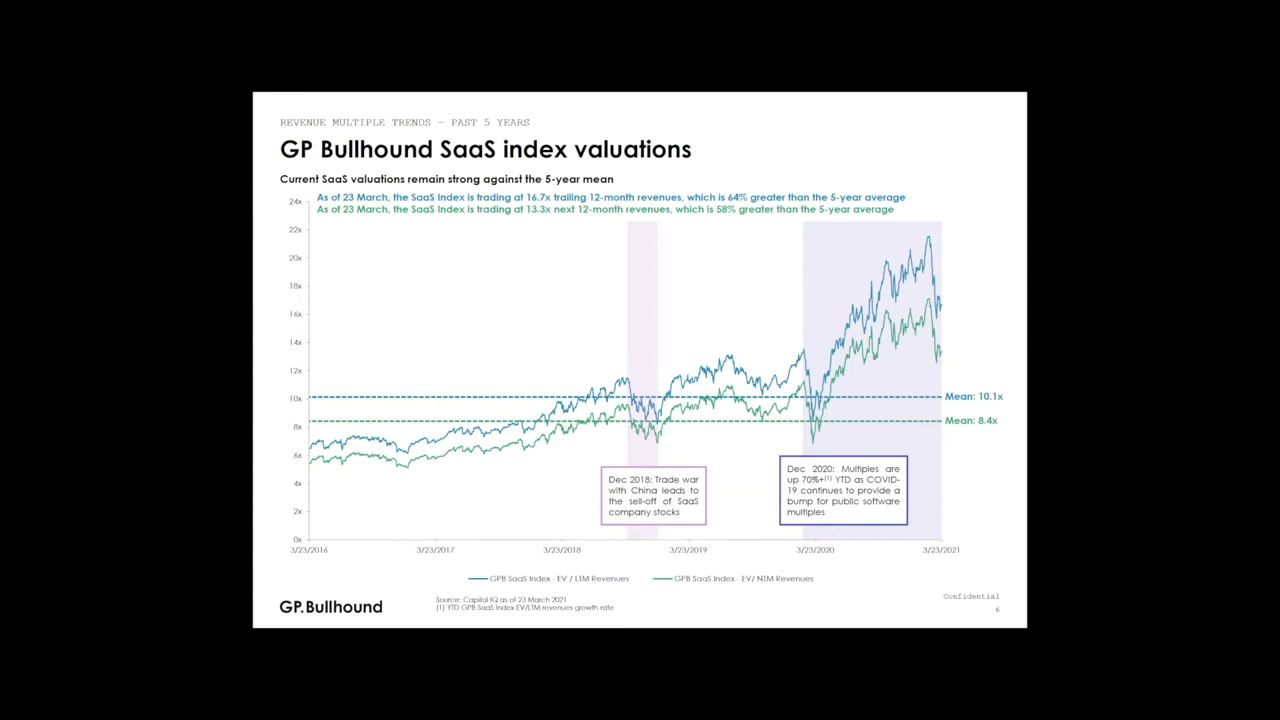 REVENUE MULTIPLE TRENDS – PAST 5 YEARS
GP Bullhound SaaS index valuations
Current SaaS valuations remain strong against the 5-year mean
As of 23 March, the SaaS Index is trading at 16.7x trailing 12-month revenues, which is 64% greater than the 5-year average
As of 23 March, the SaaS Index is trading at 13.3x next 12-month revenues, which is 58% greater than the 5-year average
24x
22x
20x
18x
16x
14x
12x
10x
8x
6x
4x
2x
0x
Mean: 10.1x
Mean: 8.4x
Dec 2018: Trade war
with China leads to
the sell-off of SaaS
company stocks
Dec 2020: Multiples are
up 70%+(1) YTD as COVID-
19 continues to provide a
bump for public software
multiples
3/23/2016
3/23/2017
3/23/2018
3/23/2019
3/23/2020
3/23/2021
GPB SaaS Index - EV / LTM Revenues
GPB SaaS Index - EV/ NTM Revenues
GP.Bullhound
Source: Capital IQ as of 23 March 2021
(1) YTD GPB SaaS Index EV/LTM revenues growth rate
Confidential
6